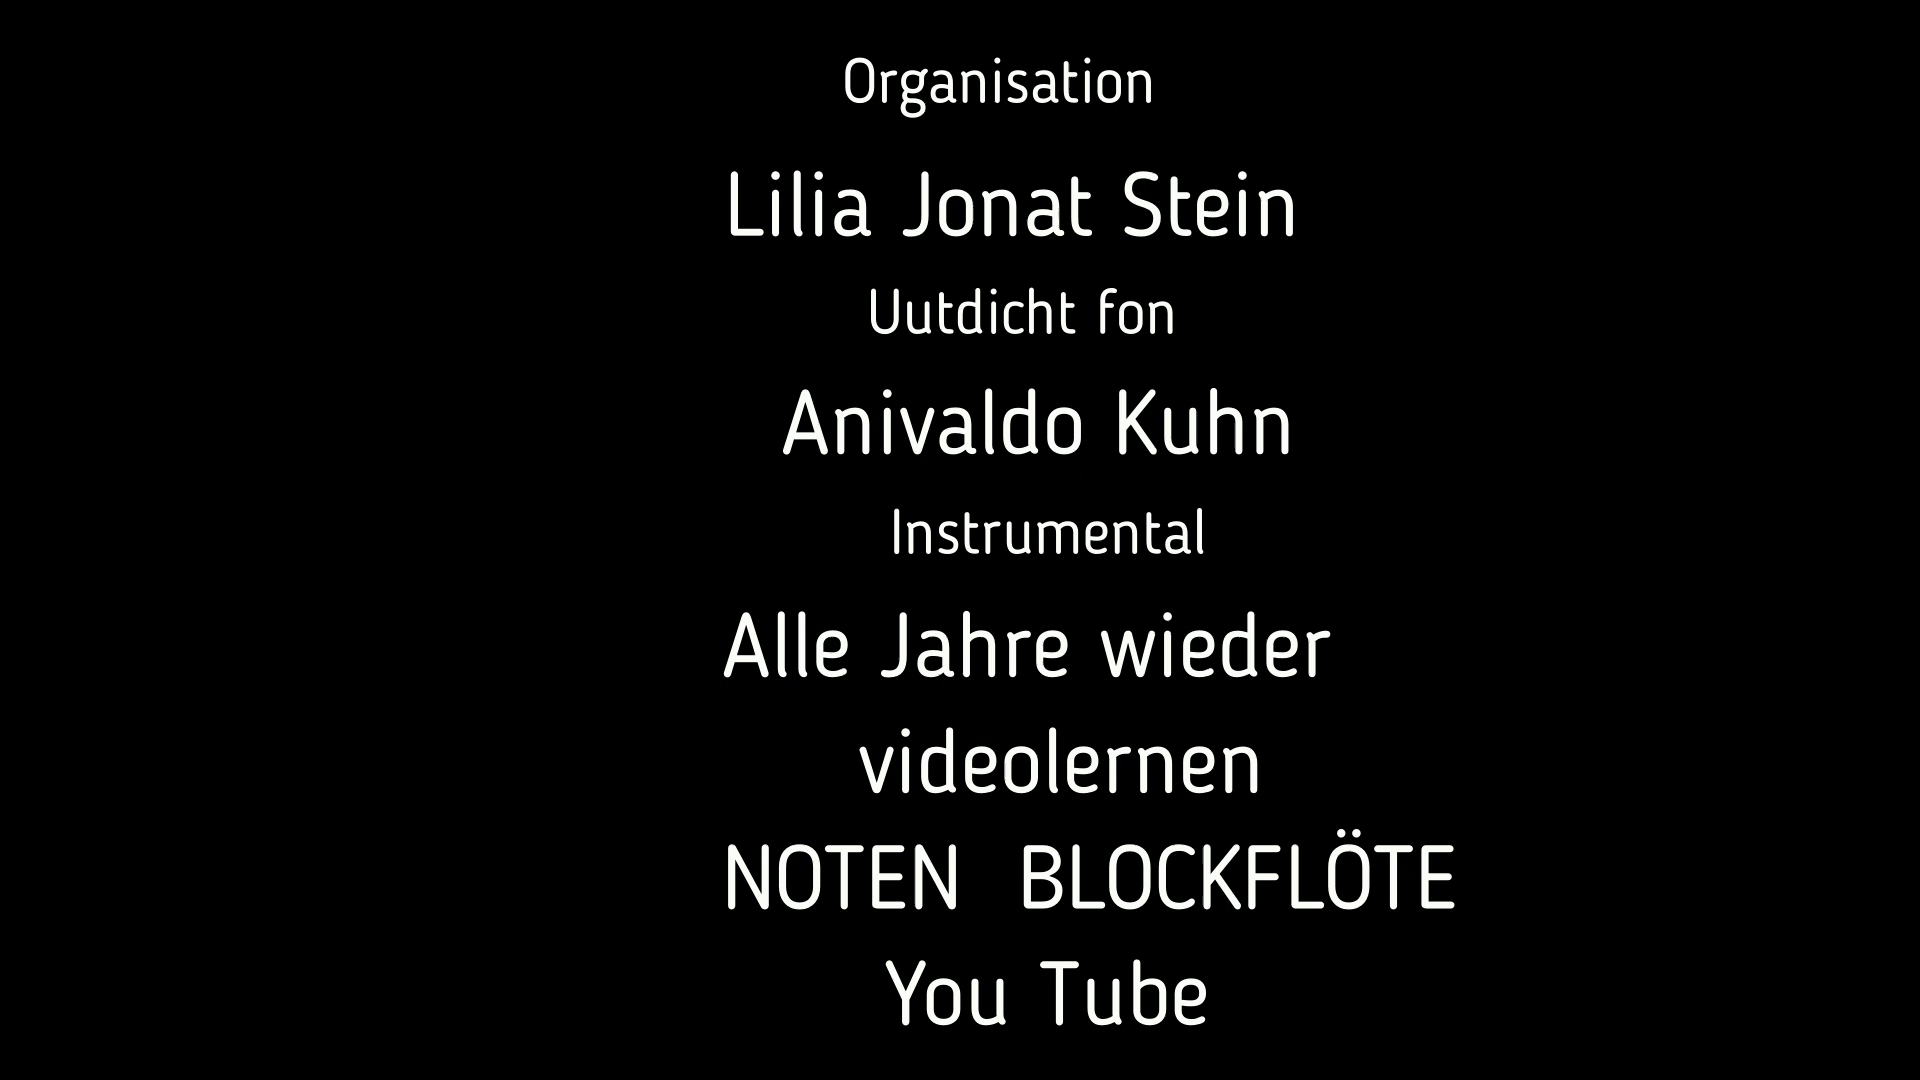 Organisation
Lilia Jonat Stein
Uutdicht fon
Anivaldo Kuhn
Instrumental
Alle Jahre wieder
videolernen
NOTEN BLOCKFLÖTE
You Tube